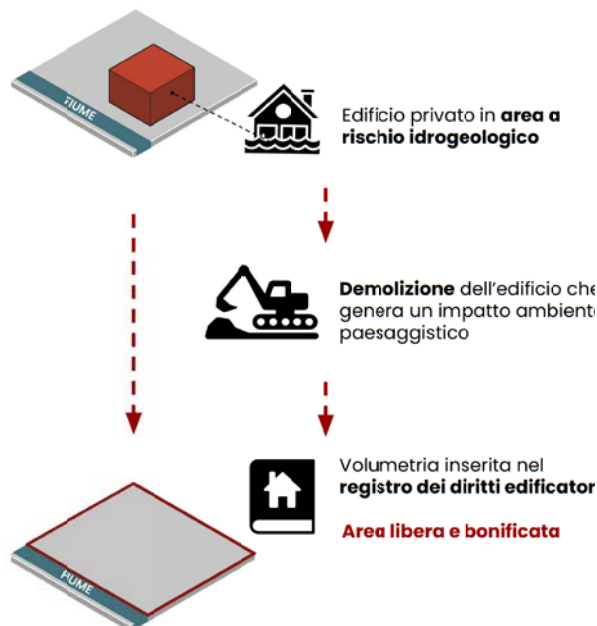 FIUME
Edificio privato in area a
rischio idrogeologico
Demolizione dell'edificio che
genera un impatto ambiento
paesaggistico
Volumetria inserita nel
registro dei diritti edificator
Area libera e bonificata
FIUME